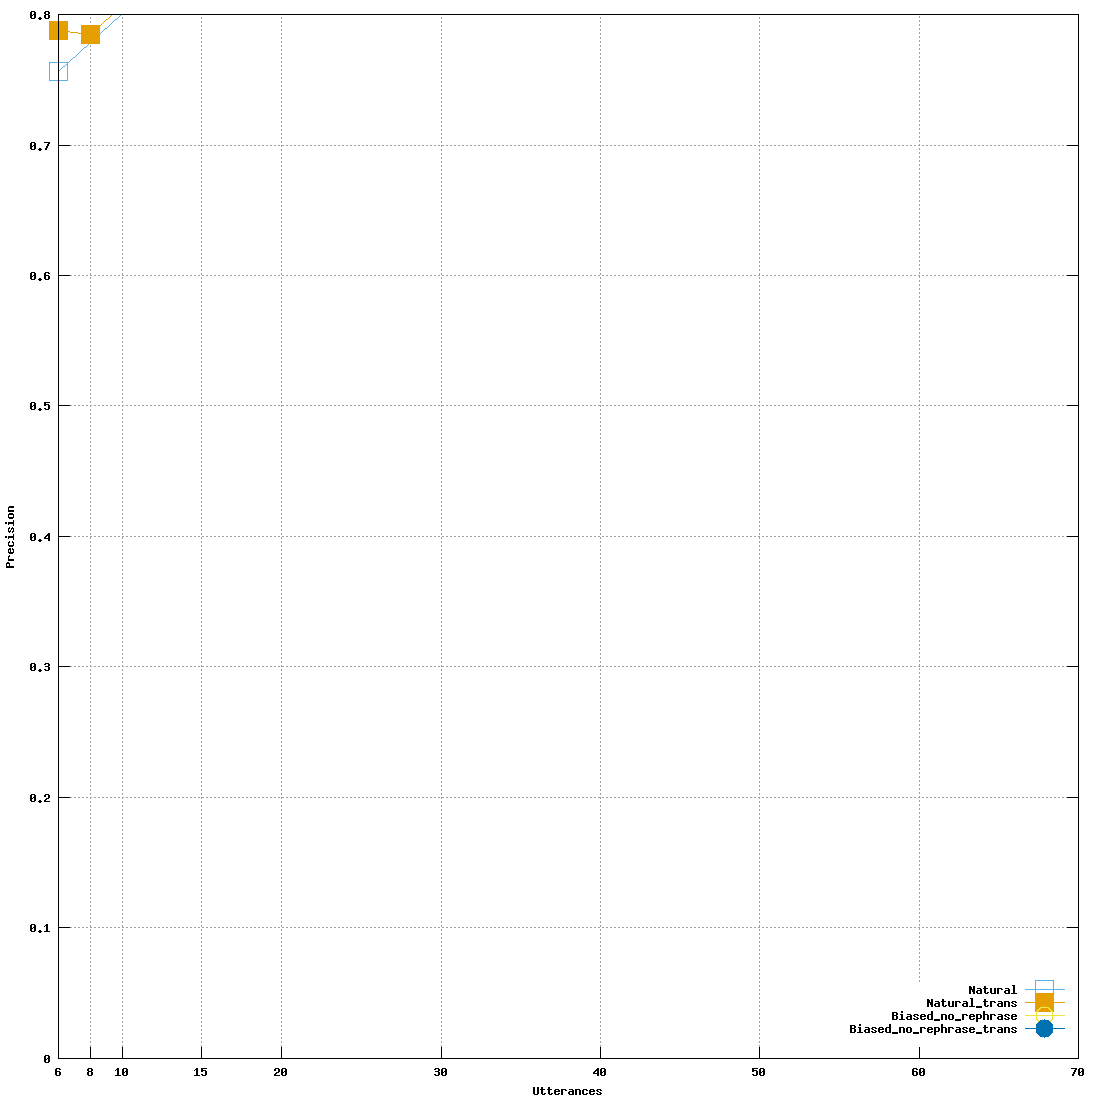 0.8
0.7
0.6
0.5
0.4
0.3
0.2
0.1
0
Precision
6 8 10 15 20 30 40 50 60 70
Utterances
Natural
Natural_trans
Biased_no_rephrase
Biased_no_rephrase_trans